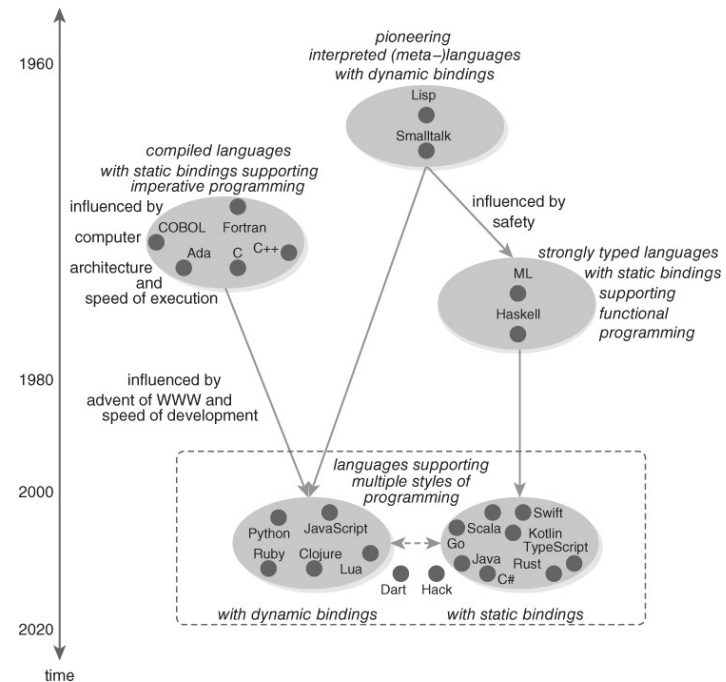 1960
pioneering
interpreted (meta−)languages
with dynamic bindings
Lisp
Smalltalk
compiled languages
with static bindings supporting
imperative programming
influenced by
computer
architecture
and
speed of execution
COBOL
Fortran
Ada
C
C++
influenced by
safety
strongly typed languages
with static bindings
supporting
functional
programming
ML
Haskell
1980
influenced by
advent of WWW and
speed of development
2000
languages supporting
multiple styles of
programming
Python
JavaScript
Ruby
Clojure
Lua
Swift
Scala
Go
Kotlin
TypeScript
Java
Rust
C#
Dart
Hack
with dynamic bindings
with static bindings
2020
time